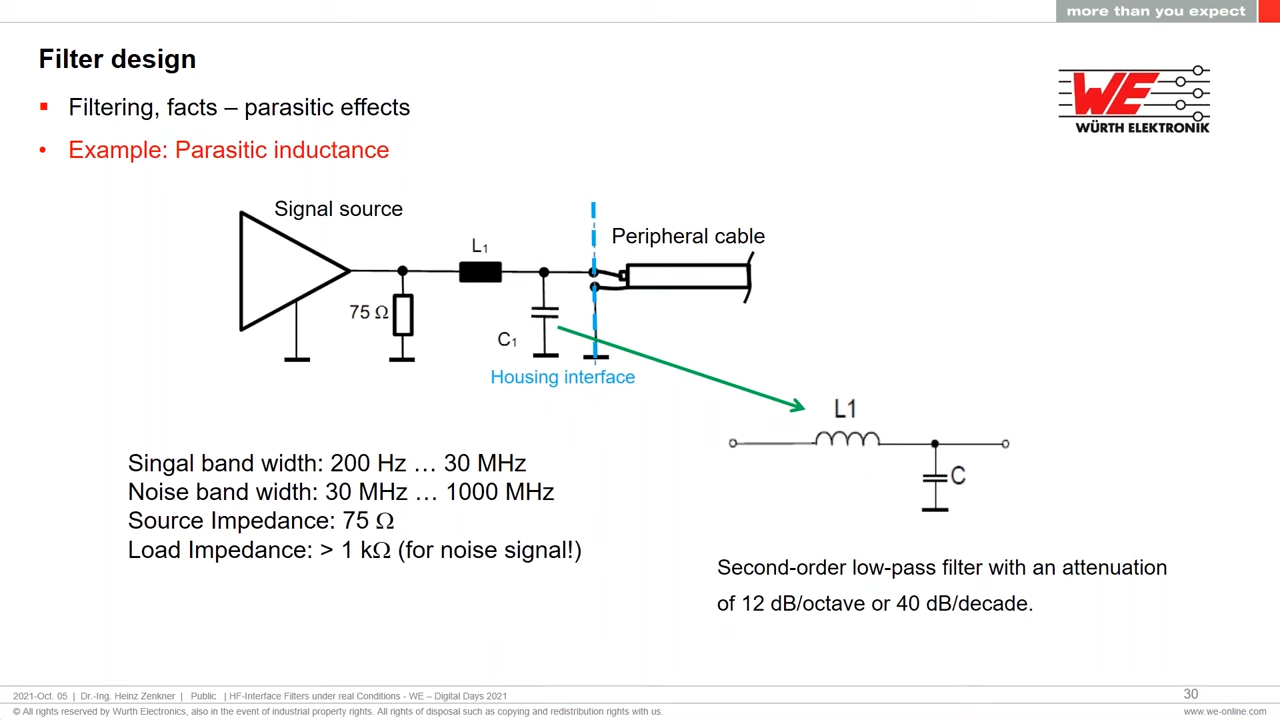 more than you expect
Filter design
▪ Filtering, facts – parasitic effects
WE
WÜRTH ELEKTRONIK
• Example: Parasitic inductance
Signal source
Peripheral cable
L1
75 Ω
C1
Housing interface
L1
C
Singal band width: 200 Hz … 30 MHz
Noise band width: 30 MHz … 1000 MHz
Source Impedance: 75 Ω
Load Impedance: > 1 kΩ (for noise signal!)
Second-order low-pass filter with an attenuation
of 12 dB/octave or 40 dB/decade.
2021-Oct. 05 | Dr.-Ing. Heinz Zenkner | Public | HF-Interface Filters under real Conditions - WE – Digital Days 2021
30
© All rights reserved by Wurth Electronics, also in the event of industrial property rights. All rights of disposal such as copying and redistribution rights with us.
www.we-online.com